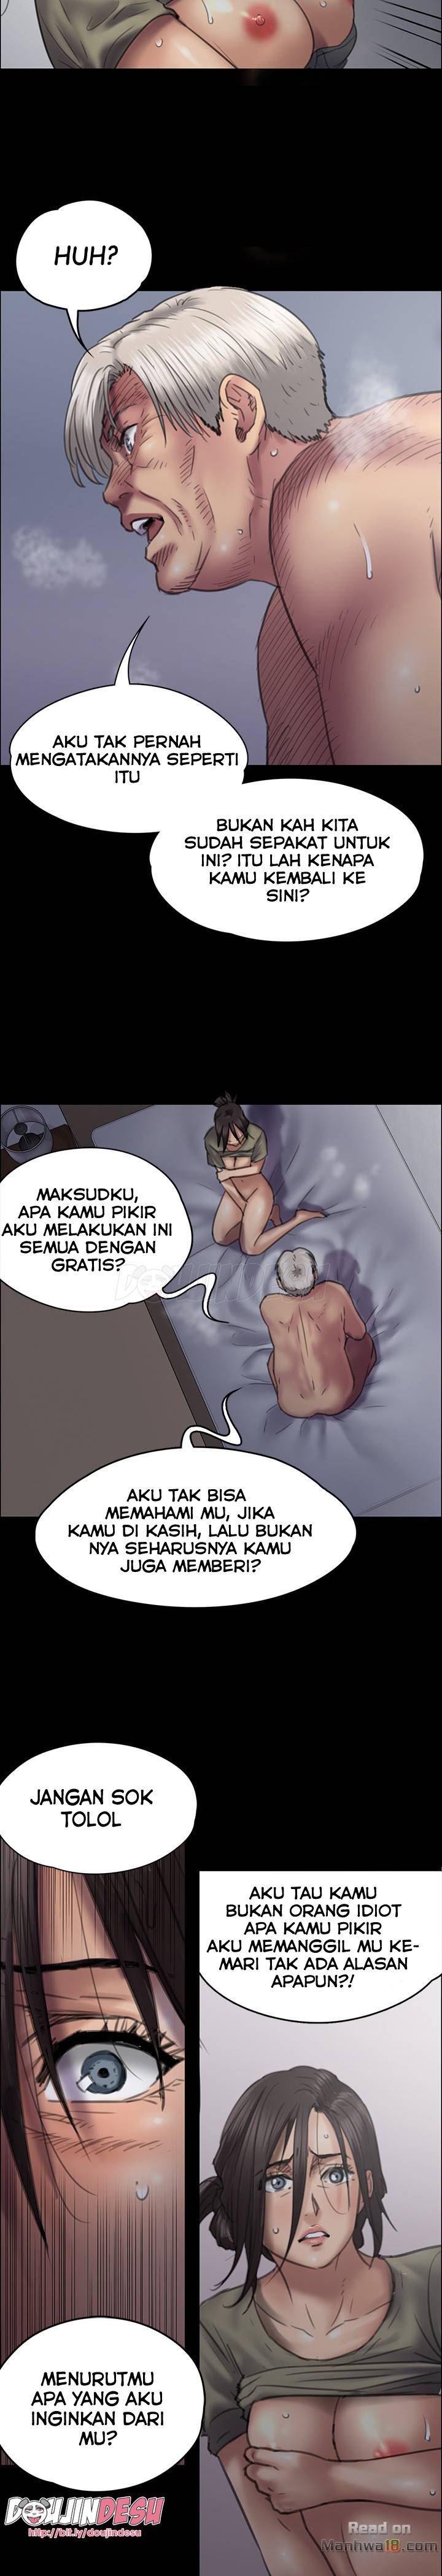 HUH?
AKU TAK PERNAH
MENGATAKANNYA SEPERTI
ITU
BUKAN KAH KITA
SUDAH SEPAKAT UNTUK
INI? ITU LAH KENAPA
KAMU KEMBALI KE
SINI?
MAKSUDKU,
APA KAMU PIKIR
AKU MELAKUKAN INI
SEMUA DENGAN
GRATIS?
AKU TAK BISA
MEMAHAMI MU, JIKA
KAMU DI KASIH, LALU BUKAN
NYA SEHARUSNYA KAMU
JUGA MEMBERI?
JANGAN SOK
TOLOL
AKU TAU KAMU
BUKAN ORANG IDIOT
APA KAMU PIKIR
AKU MEMANGGIL MU KE-
MARI TAK ADA ALASAN
APAPUN?!
MENURUTMU
APA YANG AKU
INGINKAN DARI
MU?
DOUJINDESU
http://bit.ly/doujindesu
Read on
Manhwa18.com